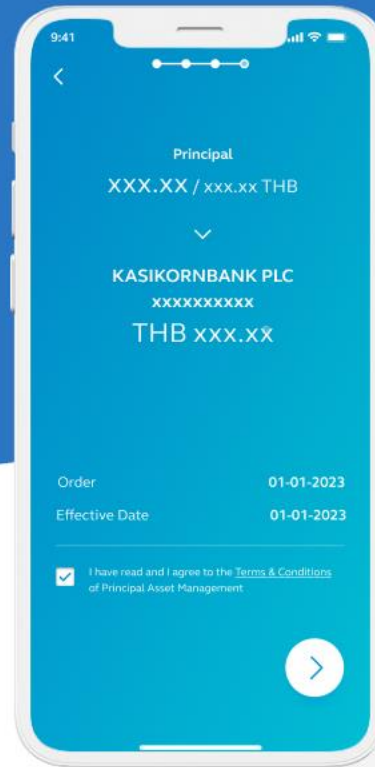 9:41
Principal
XXX.XX / xxx.xx THB
KASIKORNBANK PLC
xxxxxxxxxx
THB xxx.xx
Order 01-01-2023
Effective Date 01-01-2023
I have read and I agree to the Terms & Conditions
of Principal Asset Management